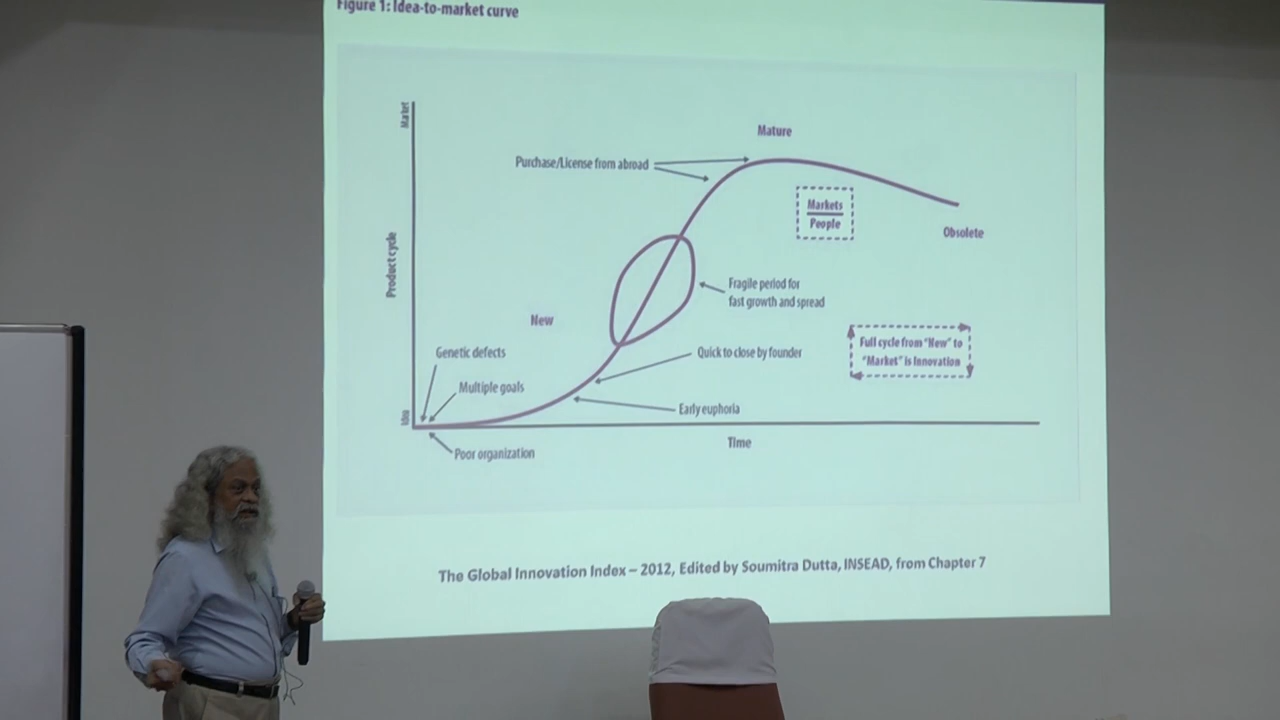 Figure 1: Idea-to-market curve
Market
Mature
Purchase/License from abroad
Markets
People
Obsolete
Product cycle
Fragile period for
fast growth and spread
New
Full cycle from "New" to
"Market" is Innovation
Genetic defects
Quick to close by founder
Multiple goals
Early euphoria
Idea
Time
Poor organization
The Global Innovation Index – 2012, Edited by Soumitra Dutta, INSEAD, from Chapter 7